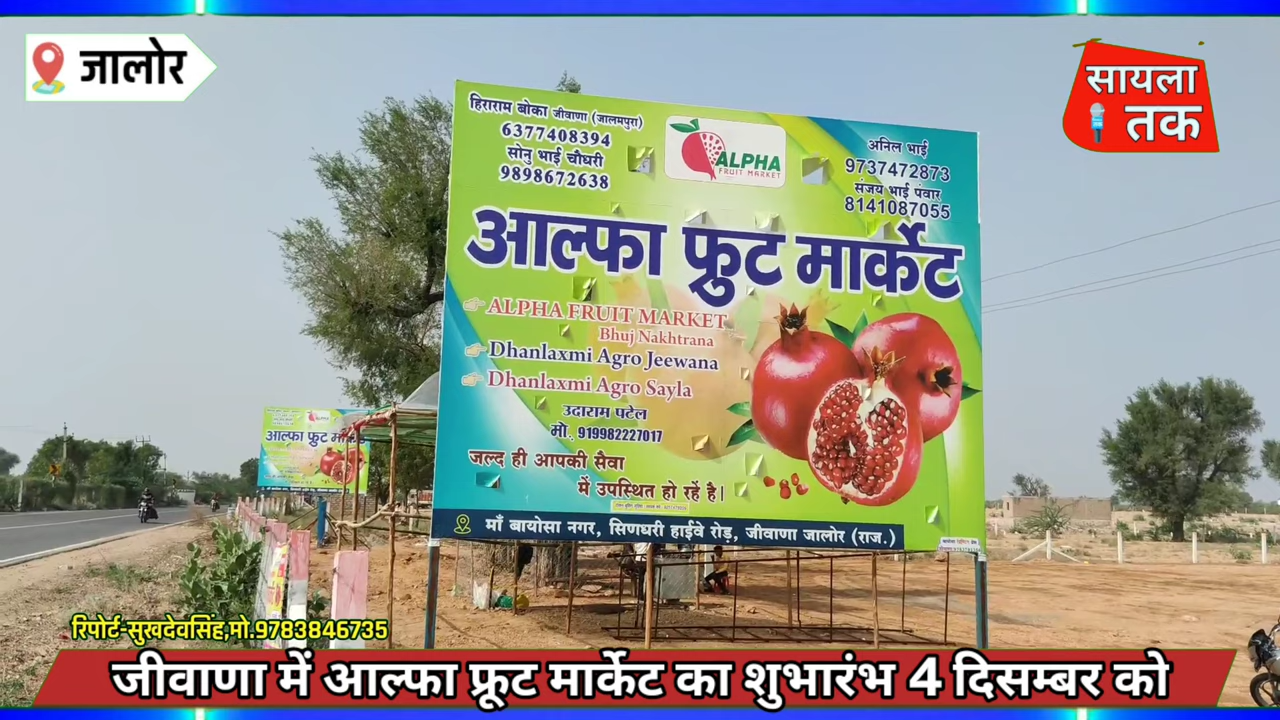 जालोर
सायला
तक
हिराराम बोका जीवाणा (जालमपुरा)
6377408394
सोनु भाई चौधरी
9898672638
ALPHA
FRUIT MARKET
अनिल भाई
9737472873
संजय भाई पंवार
8141087055
आल्फा फ्रुट मार्केट
ALPHA FRUIT MARKET
Bhuj Nakhtrana
Dhanlaxmi Agro Jeewana
Dhanlaxmi Agro Sayla
उदाराम पटेल
मो. 919982227017
जल्द ही आपकी सैवा
में उपस्थित हो रहें है।
माँ बायोसा नगर, सिणधरी हाईवे रोड़, जीवाणा जालोर (राज.)
ALPHA
आल्फा फ्रुट मार्के
रिपोर्ट-सुखदेवसिंह,मो.9783846735
जीवाणा में आल्फा फ्रूट मार्केट का शुभारंभ 4 दिसम्बर को